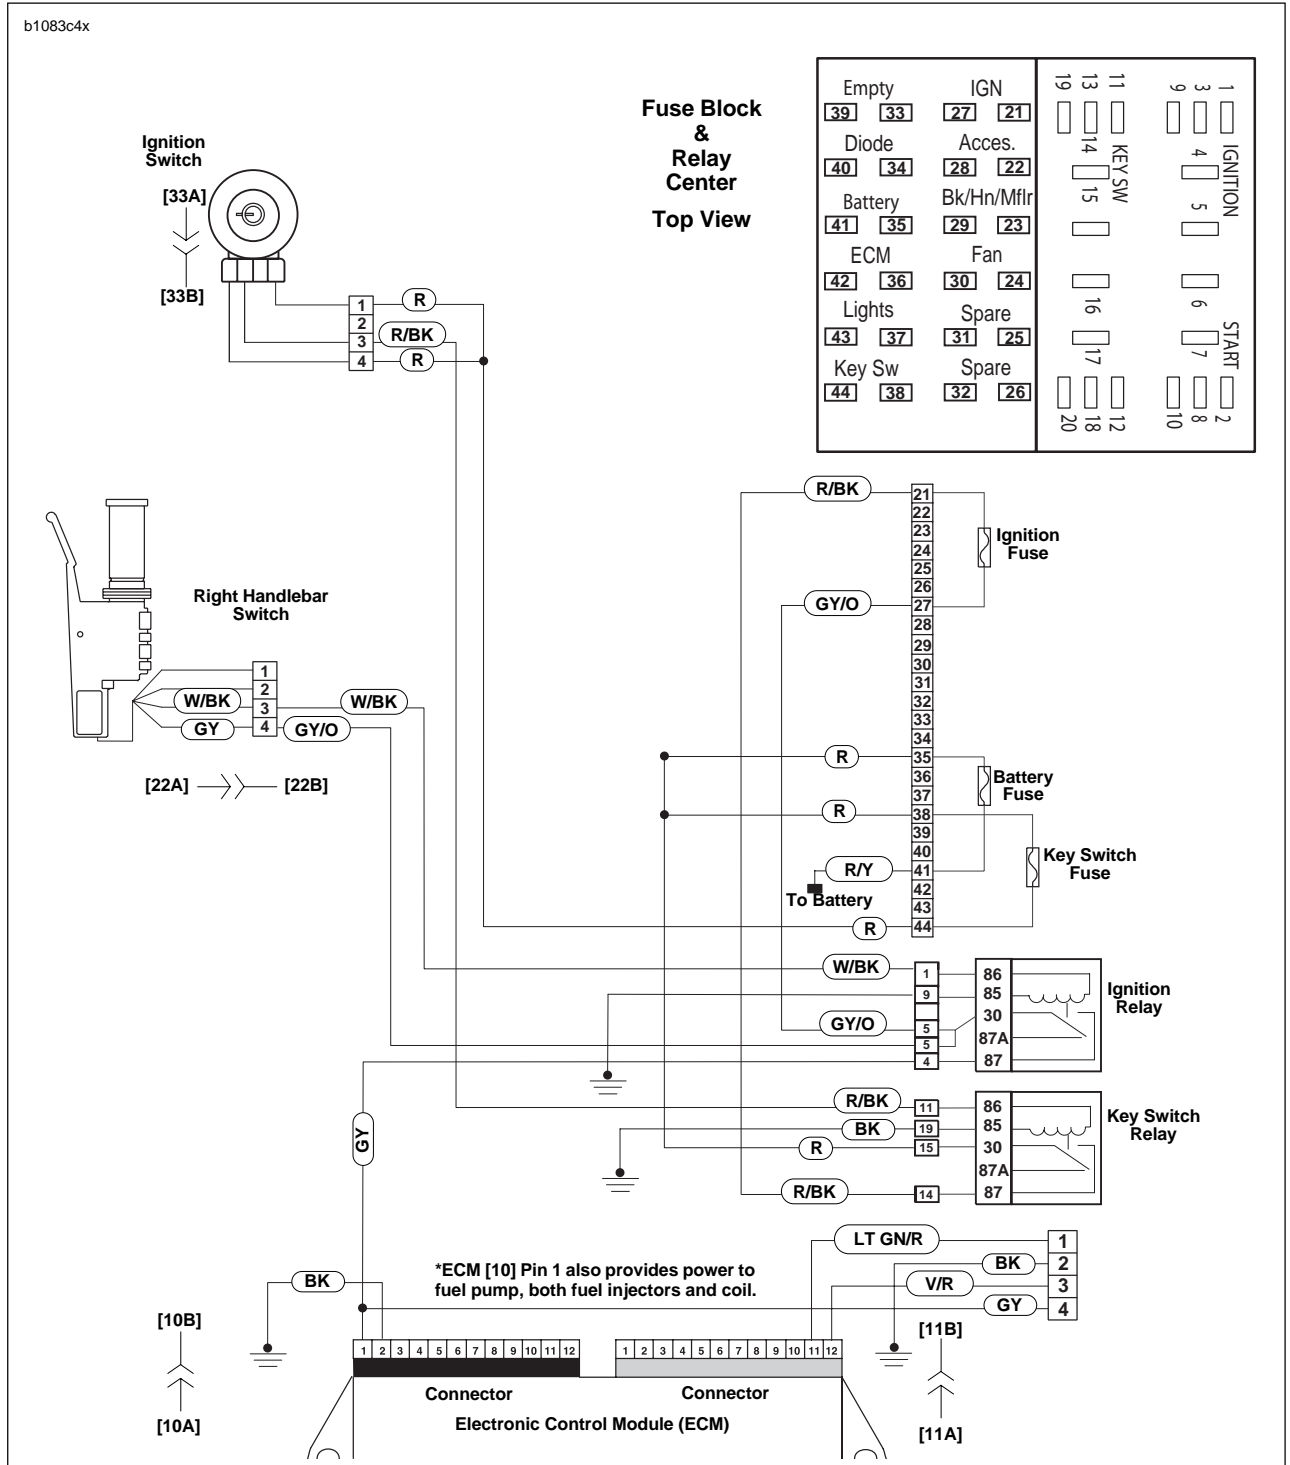 b1083c4x
Fuse Block
&
Relay
Center
Top View
Empty IGN
39 33 27 21
Diode Acces.
40 34 28 22
Battery Bk/Hn/Mflr
41 35 29 23
ECM Fan
42 36 30 24
Lights Spare
43 37 31 25
Key Sw Spare
44 38 32 26
19 13 11 9 3 1
14 KEY SW 4 IGNITION
15 5
16 6
17 7 START
20 18 12 10 8 2
Ignition
Switch
[33A]
[33B]
1 R
2
3 R/BK
4 R
Right Handlebar
Switch
1
2
W/BK 3 W/BK
GY 4 GY/O
[22A] [22B]
R/BK 21
22
23
24
25
26
GY/O 27
28
29
30
31
32
33
34
R 35
36
37
R 38
39
40
R/Y 41
To Battery
42
43
R 44
Ignition
Fuse
Battery
Fuse
Key Switch
Fuse
W/BK 1 86
9 85
30
GY/O 5
5 87A
4 87
Ignition
Relay
R/BK 11 86
BK 19 85
R 15 30
87A
R/BK 14 87
Key Switch
Relay
GY
LT GN/R 1
BK 2
V/R 3
GY 4
*ECM [10] Pin 1 also provides power to
fuel pump, both fuel injectors and coil.
BK
[10B]
[10A]
[11B]
[11A]
1 2 3 4 5 6 7 8 9 10 11 12
1 2 3 4 5 6 7 8 9 10 11 12
Connector Connector
Electronic Control Module (ECM)